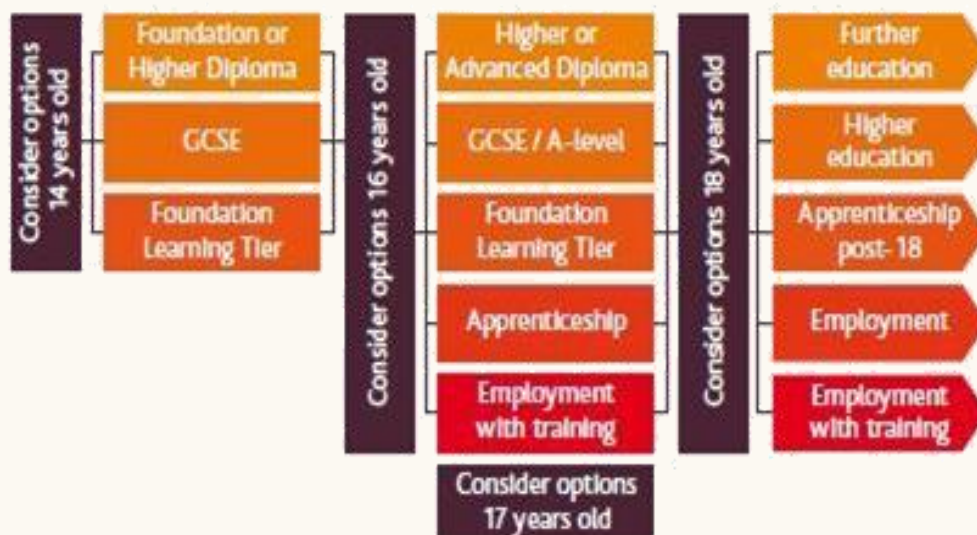 Consider options
14 years old
Foundation or
Higher Diploma
GCSE
Foundation
Learning Tier
Consider options 16 years old
Higher or
Advanced Diploma
GCSE / A-level
Foundation
Learning Tier
Apprenticeship
Employment
with training
Consider options
17 years old
Consider options 18 years old
Further
education
Higher
education
Apprenticeship
post-18
Employment
Employment
with training